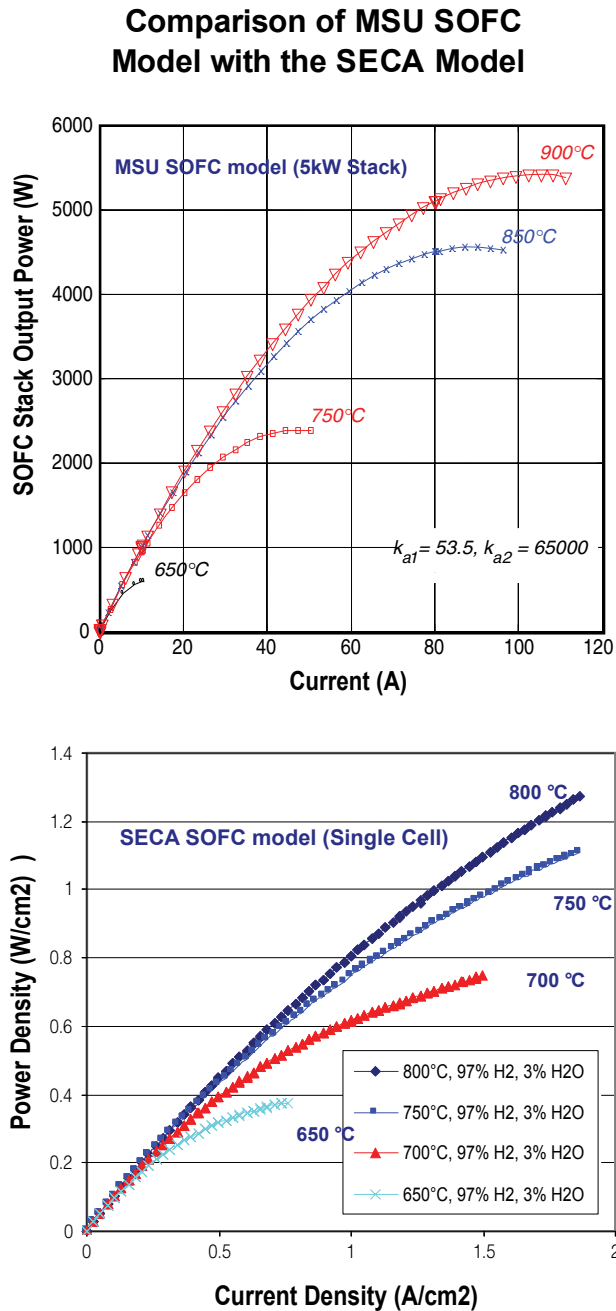 Comparison of MSU SOFC
Model with the SECA Model
6000
5000
4000
3000
2000
1000
0
SOFC Stack Output Power (W)
MSU SOFC model (5kW Stack)
900°C
850°C
750°C
650°C
k_a1 = 53.5, k_a2 = 65000
0 20 40 60 80 100 120
Current (A)
1.4
1.2
1
0.8
0.6
0.4
0.2
0
Power Density (W/cm2) )
SECA SOFC model (Single Cell)
800 °C
750 °C
700 °C
650 °C
800°C, 97% H2, 3% H2O
750°C, 97% H2, 3% H2O
700°C, 97% H2, 3% H2O
650°C, 97% H2, 3% H2O
0 0.5 1 1.5 2
Current Density (A/cm2)